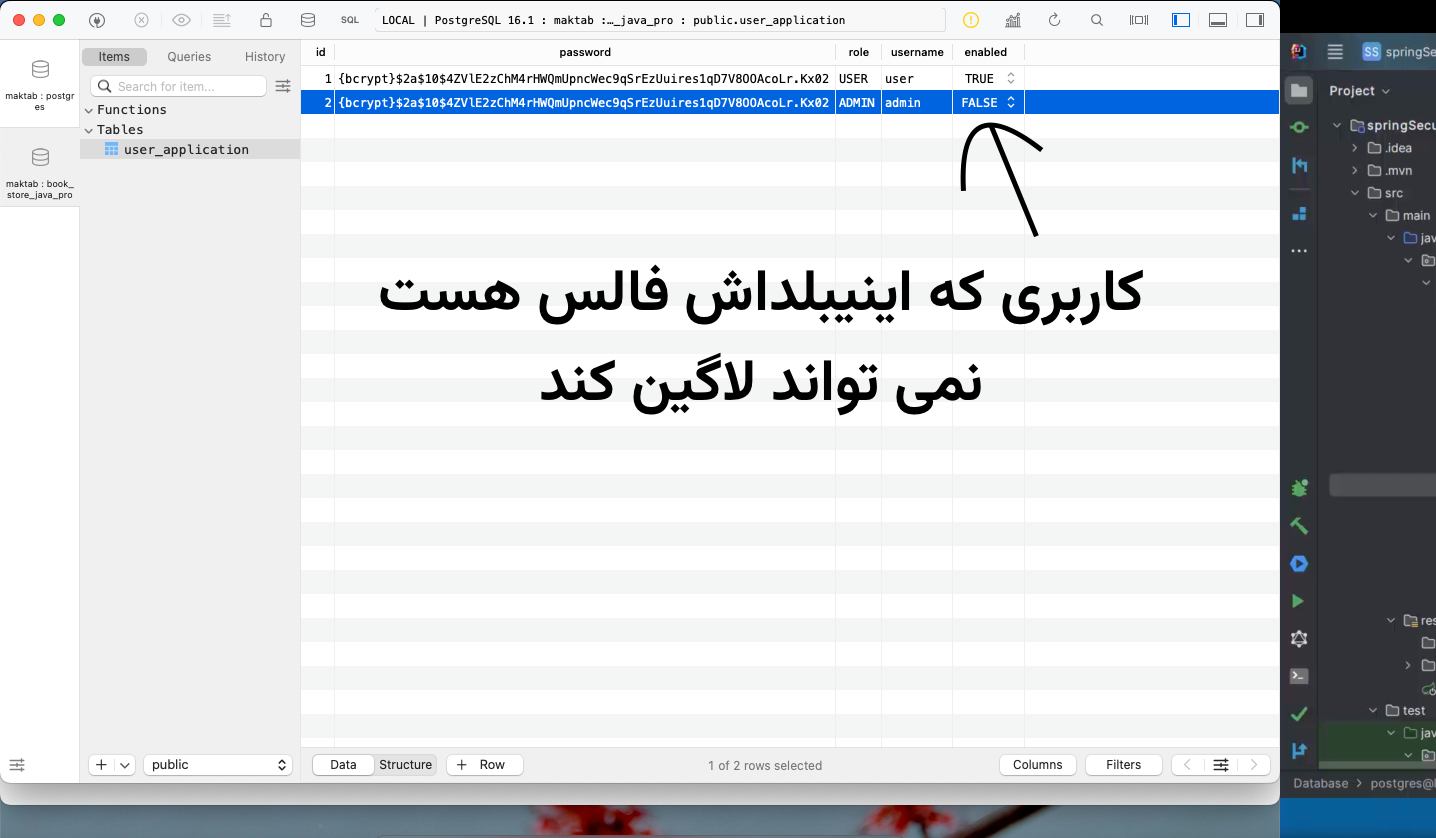 SQL
LOCAL | PostgreSQL 16.1 : maktab :…_java_pro : public.user_application
maktab : postgr
es
maktab : book_
store_java_pro
Items Queries History
Search for item...
Functions
Tables
user_application
id password role username enabled
1 {bcrypt}$2a$10$4ZVlE2zChM4rHWQmUpncWec9qSrEzUuires1qD7V8OOAcoLr.Kx02 USER user TRUE
2 {bcrypt}$2a$10$4ZVlE2zChM4rHWQmUpncWec9qSrEzUuires1qD7V8OOAcoLr.Kx02 ADMIN admin FALSE
کاربری که اینیبلداش فالس هست
نمی تواند لاگین کند
public
Data Structure + Row
1 of 2 rows selected
Columns Filters
SS springSe
Project
springSecu
.idea
.mvn
src
main
jav
res
test
jav
Database > postgres@